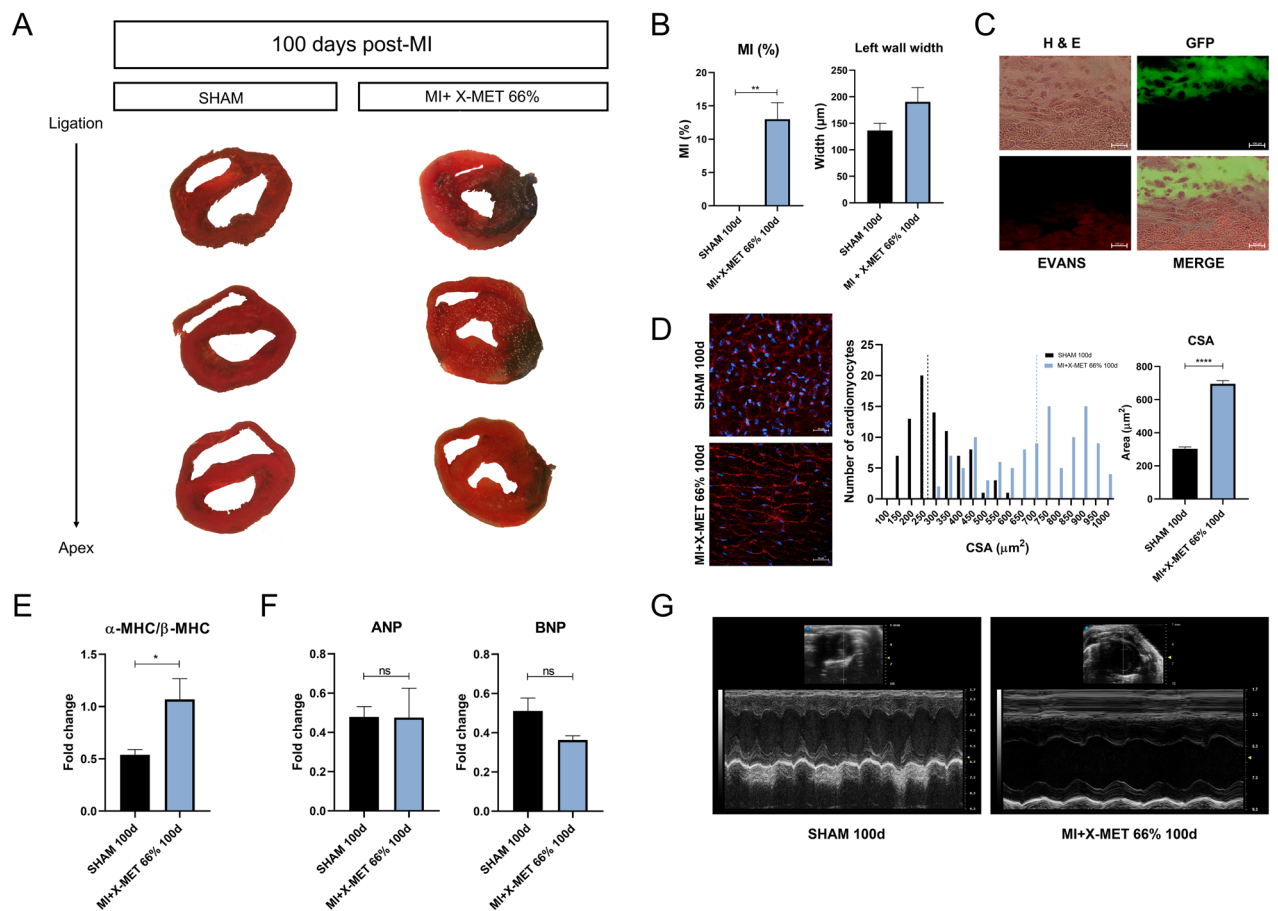 A
100 days post-MI
SHAM
MI+ X-MET 66%
Ligation
Apex
B
MI (%)
MI (%)
20
15
10
5
0
**
SHAM 100d
MI+X-MET 66% 100d
Left wall width
Width (μm)
250
200
150
100
50
0
SHAM 100d
MI + X-MET 66% 100d
C
H & E
GFP
EVANS
MERGE
D
SHAM 100d
MI+X-MET 66% 100d
Number of cardiomyocytes
25
20
15
10
5
0
SHAM 100d
MI+X-MET 66% 100d
100
150
200
250
300
350
400
450
500
550
600
650
700
750
800
850
900
950
1000
CSA (μm²)
CSA
Area (μm²)
800
600
400
200
0
****
SHAM 100d
MI+X-MET 66% 100d
E
α-MHC/β-MHC
Fold change
1.5
1.0
0.5
0.0
*
SHAM 100d
MI+X-MET 66% 100d
F
ANP
Fold change
0.8
0.6
0.4
0.2
0.0
ns
SHAM 100d
MI+X-MET 66% 100d
BNP
Fold change
0.8
0.6
0.4
0.2
0.0
ns
SHAM 100d
MI+X-MET 66% 100d
G
SHAM 100d
MI+X-MET 66% 100d